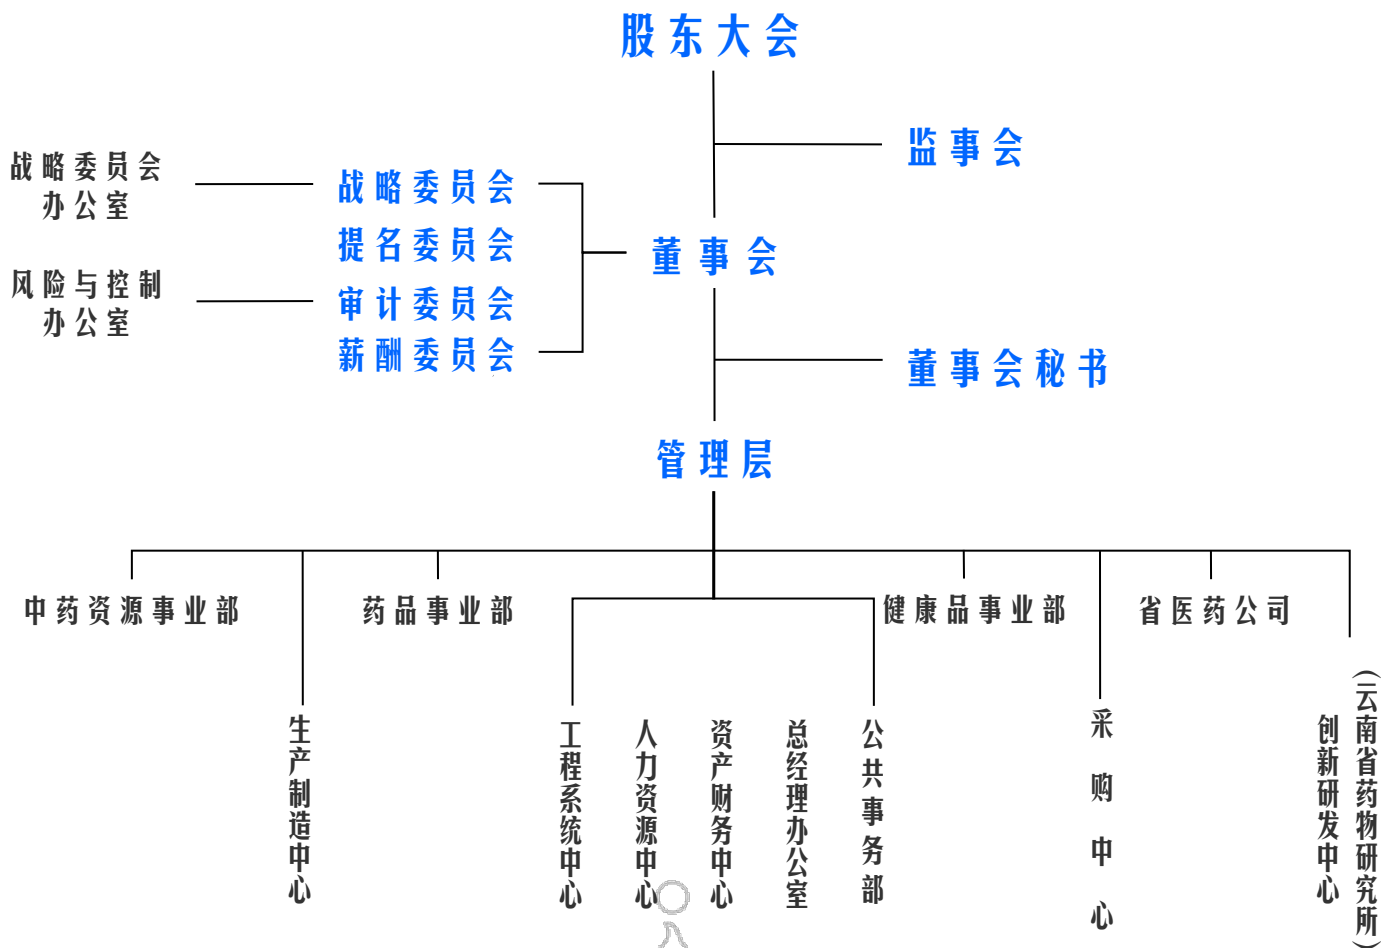 股东大会
监事会
战略委员会
办公室
战略委员会
提名委员会
董事会
风险与控制
办公室
审计委员会
薪酬委员会
董事会秘书
管理层
中药资源事业部
药品事业部
健康品事业部
省医药公司
生产制造中心
工程系统中心
人力资源中心
资产财务中心
总经理办公室
公共事务部
采购中心
创新研发中心
(云南省药物研究所)